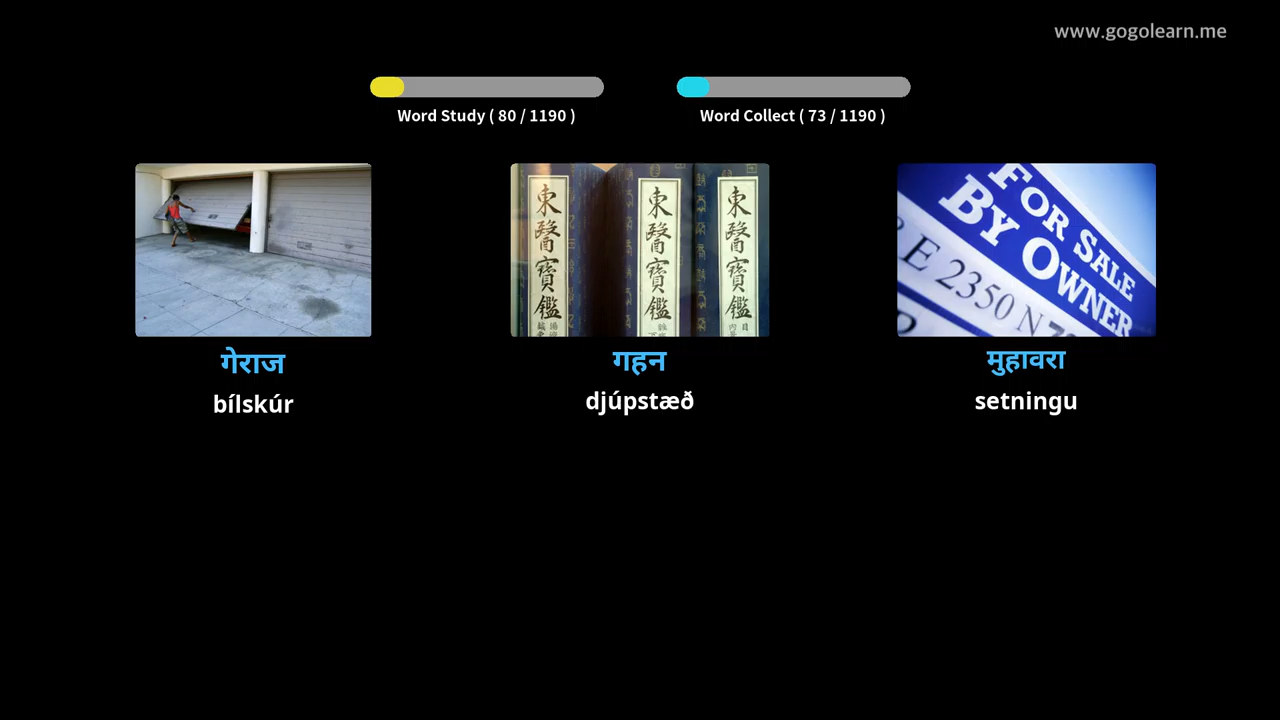 www.gogolearn.me
Word Study ( 80 / 1190 )
Word Collect ( 73 / 1190 )
東醫寶鑑
東醫寶鑑
東醫寶鑑
FOR SALE
BY OWNER
E 2350 N
गेराज
गहन
मुहावरा
bílskúr
djúpstæð
setningu